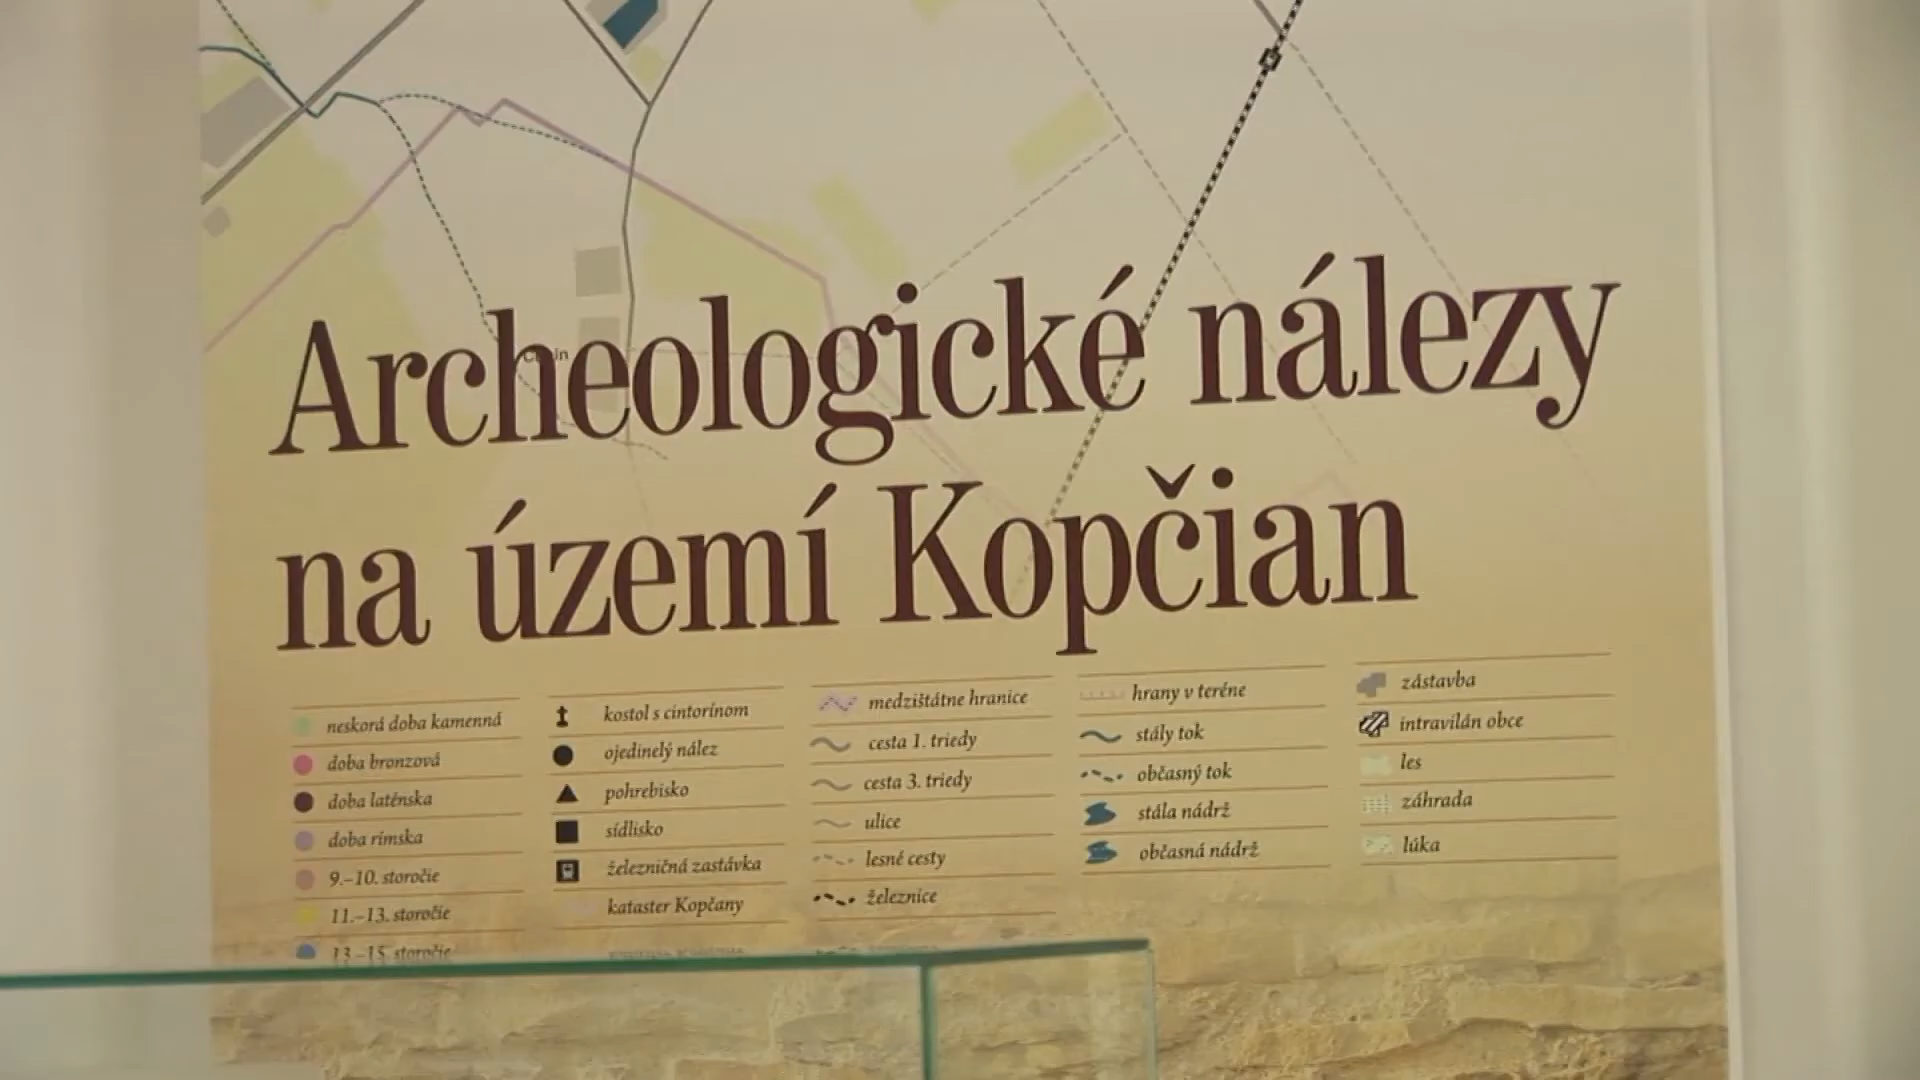 Archeologické nálezy
na území Kopčian
neskorá doba kamenná
doba bronzová
doba laténska
doba rímska
9.–10. storočie
11.–13. storočie
13.–15. storočie
kostol s cintorínom
ojedinelý nález
pohrebisko
sídlisko
železničná zastávka
kataster Kopčany
medzištátne hranice
cesta 1. triedy
cesta 3. triedy
ulice
lesné cesty
železnice
hrany v teréne
stály tok
občasný tok
stála nádrž
občasná nádrž
zástavba
intravilán obce
les
záhrada
lúka